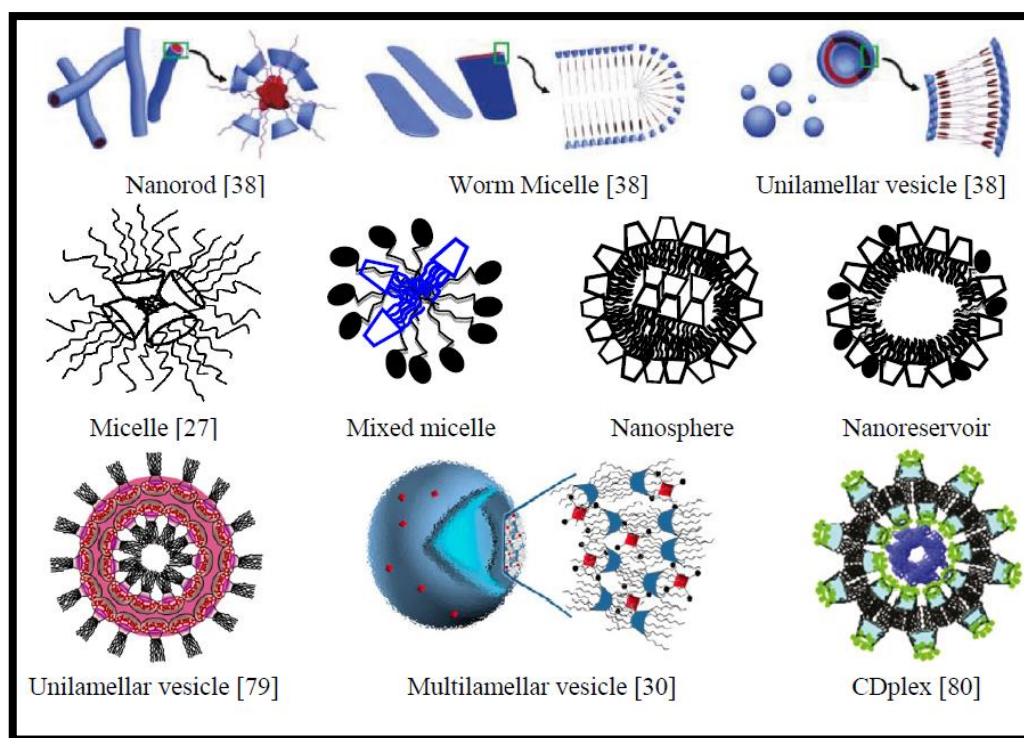 Nanorod [38] Worm Micelle [38] Unilamellar vesicle [38]
Micelle [27] Mixed micelle Nanosphere Nanoreservoir
Unilamellar vesicle [79] Multilamellar vesicle [30] CDplex [80]